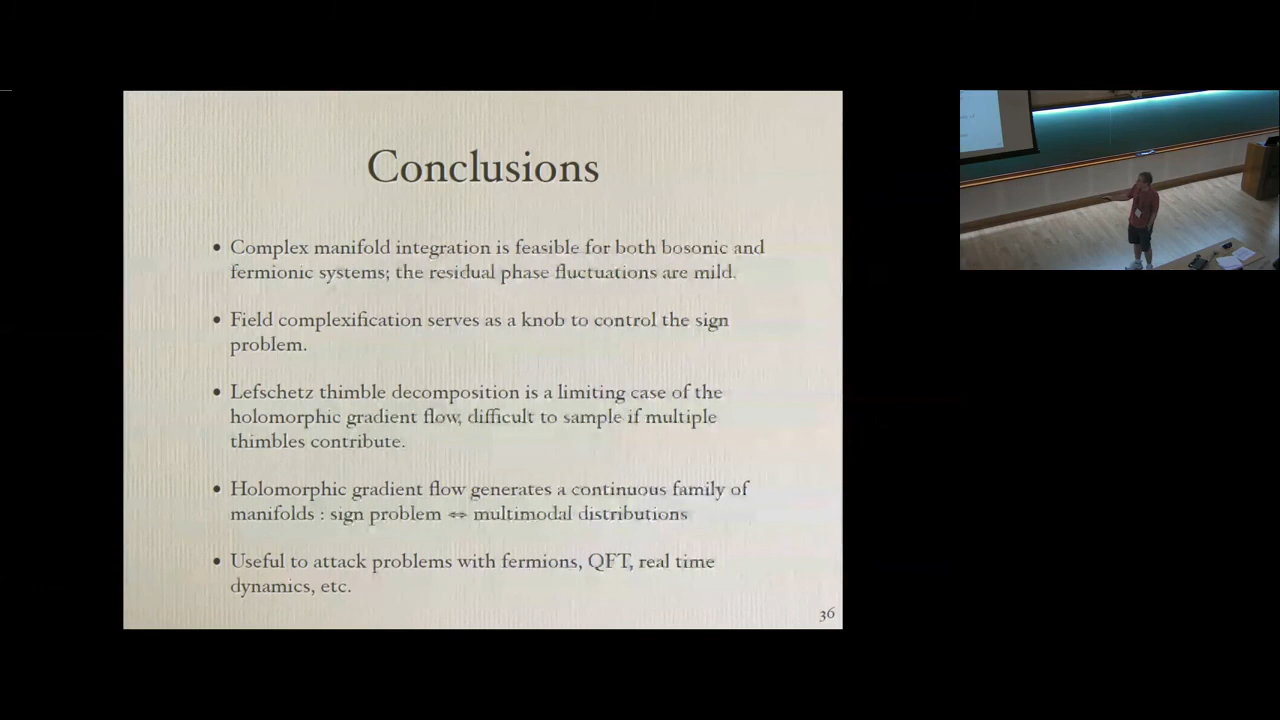 Conclusions
• Complex manifold integration is feasible for both bosonic and
fermionic systems; the residual phase fluctuations are mild.
• Field complexification serves as a knob to control the sign
problem.
• Lefschetz thimble decomposition is a limiting case of the
holomorphic gradient flow, difficult to sample if multiple
thimbles contribute.
• Holomorphic gradient flow generates a continuous family of
manifolds : sign problem ⇔ multimodal distributions
• Useful to attack problems with fermions, QFT, real time
dynamics, etc.
36